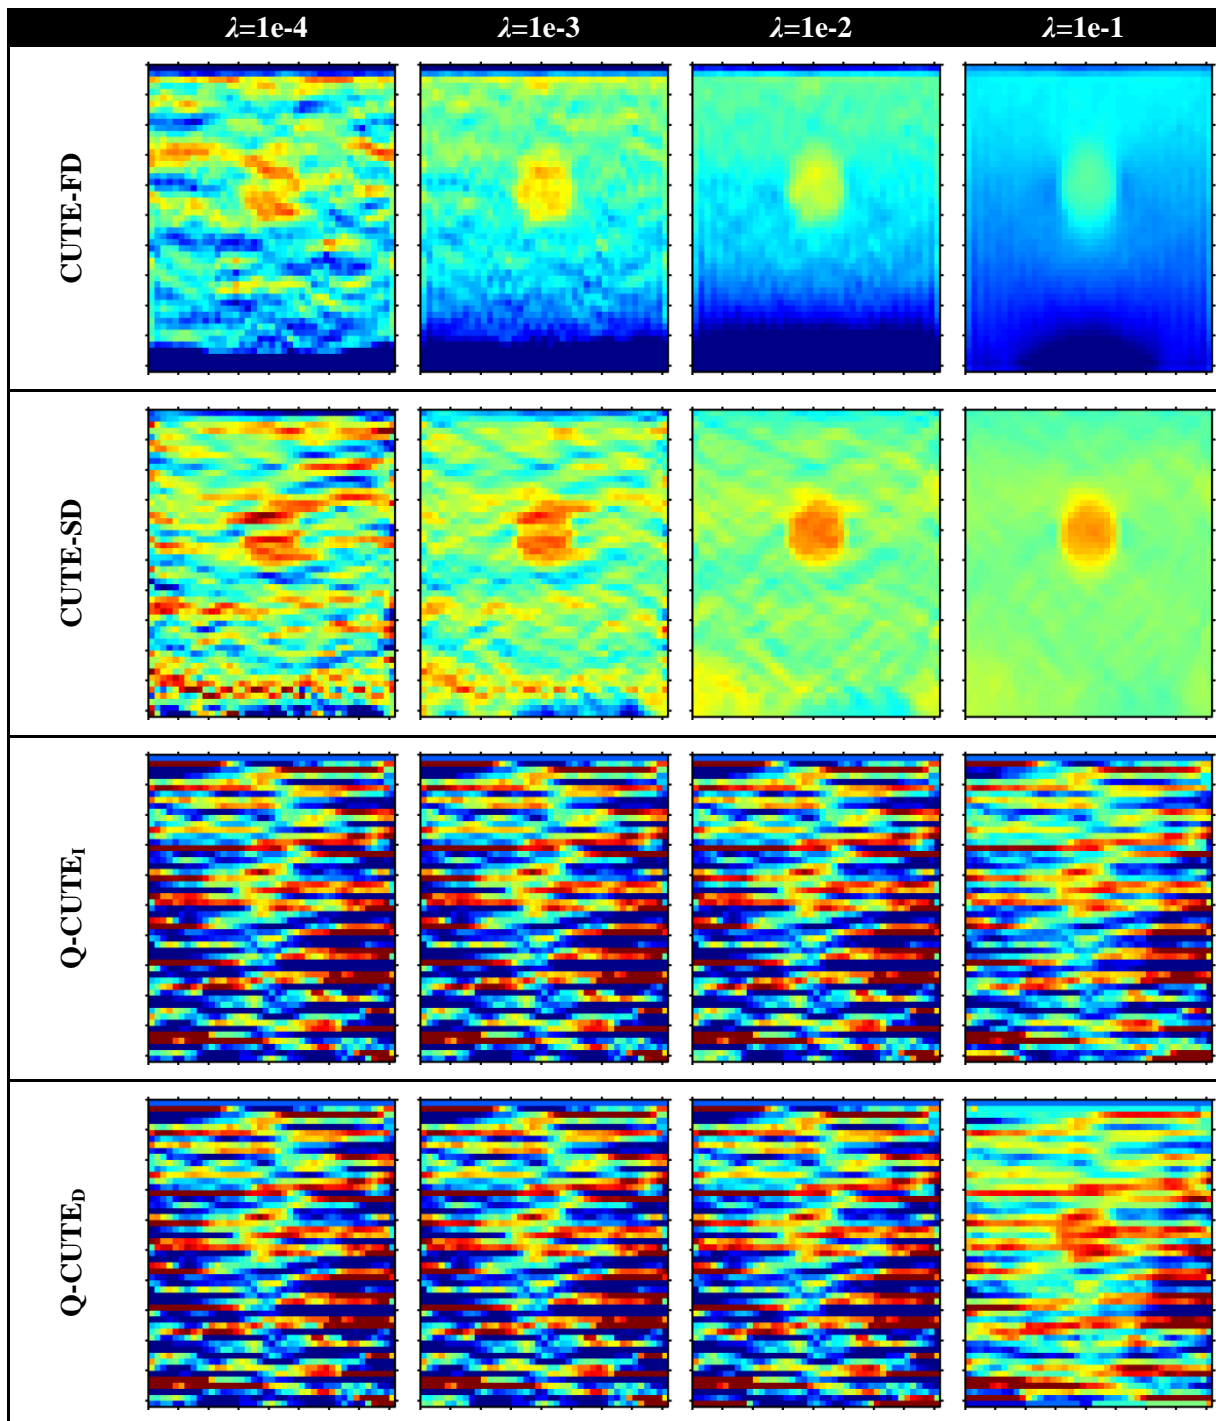 λ=1e-4 λ=1e-3 λ=1e-2 λ=1e-1
CUTE-FD
CUTE-SD
Q-CUTE_I
Q-CUTE_D